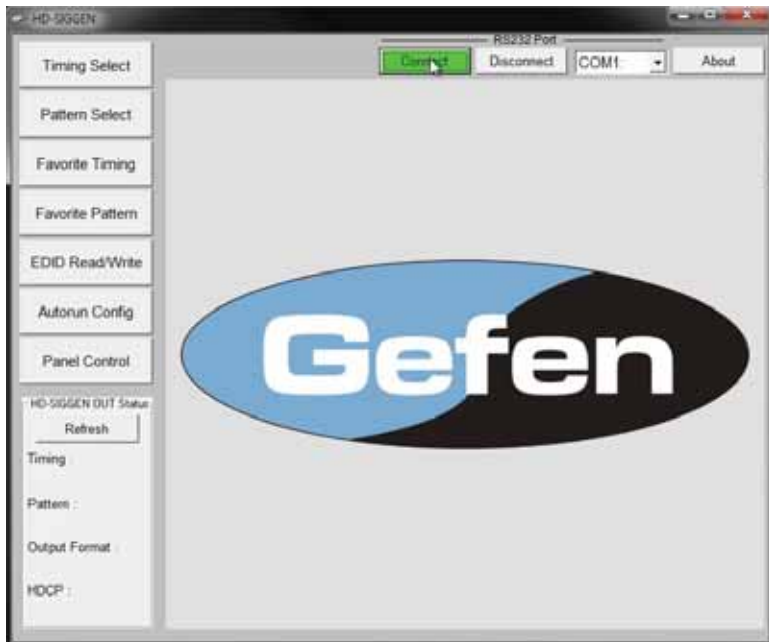 HD-SIGGEN
RS232 Port
Connect
Disconnect
COM1
About
Timing Select
Pattern Select
Favorite Timing
Favorite Pattern
EDID Read/Write
Autorun Config
Panel Control
HD-SIGGEN OUT Status
Refresh
Timing
Pattern :
Output Format :
HDCP :
Gefen